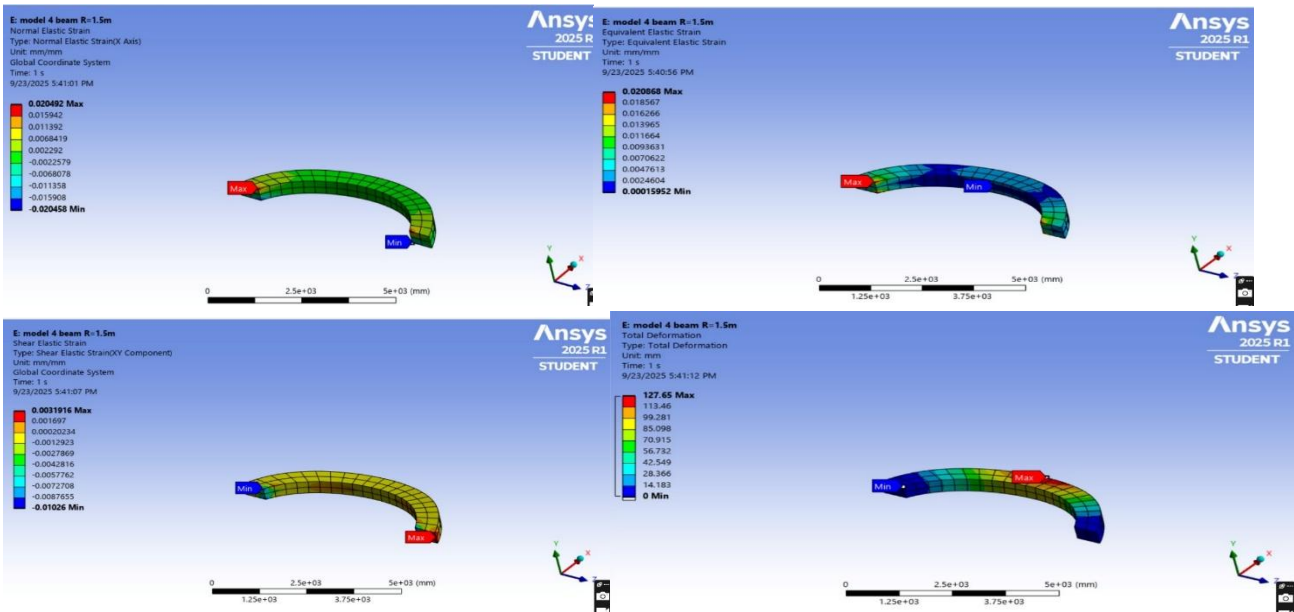 E: model 4 beam R=1.5m
Normal Elastic Strain
Type: Normal Elastic Strain(X Axis)
Unit: mm/mm
Global Coordinate System
Time: 1 s
9/23/2025 5:41:01 PM
0.020492 Max
0.015942
0.011392
0.0068419
0.002292
-0.0022579
-0.0068078
-0.011358
-0.015908
-0.020458 Min
Ansys
2025 R1
STUDENT
Max
Min
Y
X
Z
0
2.5e+03
5e+03 (mm)
1.25e+03
3.75e+03
E: model 4 beam R=1.5m
Equivalent Elastic Strain
Type: Equivalent Elastic Strain
Unit: mm/mm
Time: 1 s
9/23/2025 5:40:56 PM
0.020868 Max
0.018567
0.016266
0.013965
0.011664
0.0093631
0.0070622
0.0047613
0.0024604
0.00015952 Min
Ansys
2025 R1
STUDENT
Max
Min
Y
X
Z
0
2.5e+03
5e+03 (mm)
1.25e+03
3.75e+03
E: model 4 beam R=1.5m
Shear Elastic Strain
Type: Shear Elastic Strain(XY Component)
Unit: mm/mm
Global Coordinate System
Time: 1 s
9/23/2025 5:41:07 PM
0.0031916 Max
0.001697
0.00020234
-0.0012923
-0.0027869
-0.0042816
-0.0057762
-0.0072708
-0.0087655
-0.01026 Min
Ansys
2025 R1
STUDENT
Min
Max
Y
X
Z
0
2.5e+03
5e+03 (mm)
1.25e+03
3.75e+03
E: model 4 beam R=1.5m
Total Deformation
Type: Total Deformation
Unit: mm
Time: 1 s
9/23/2025 5:41:12 PM
127.65 Max
113.46
99.281
85.098
70.915
56.732
42.549
28.366
14.183
0 Min
Ansys
2025 R1
STUDENT
Min
Max
Y
X
Z
0
2.5e+03
5e+03 (mm)
1.25e+03
3.75e+03